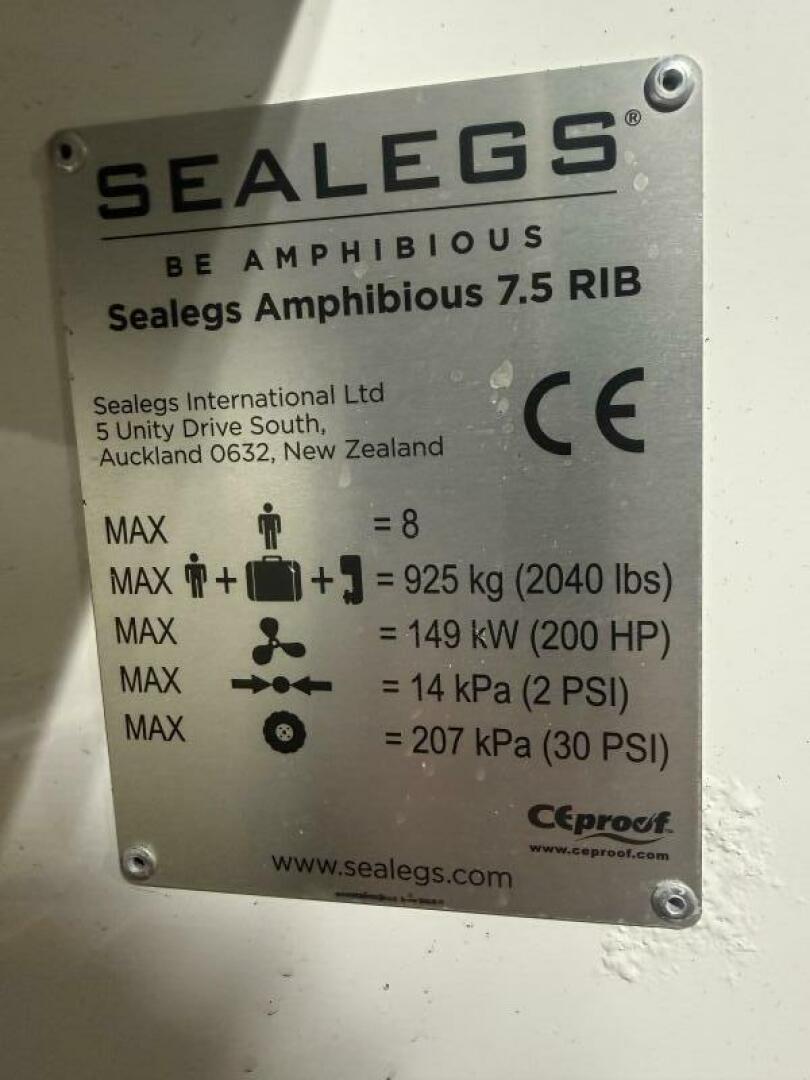 SEALEGS®
BE AMPHIBIOUS
Sealegs Amphibious 7.5 RIB
Sealegs International Ltd
5 Unity Drive South,
Auckland 0632, New Zealand
CE
MAX = 8
MAX + + = 925 kg (2040 lbs)
MAX = 149 kW (200 HP)
MAX = 14 kPa (2 PSI)
MAX = 207 kPa (30 PSI)
CEproof™
www.ceproof.com
www.sealegs.com